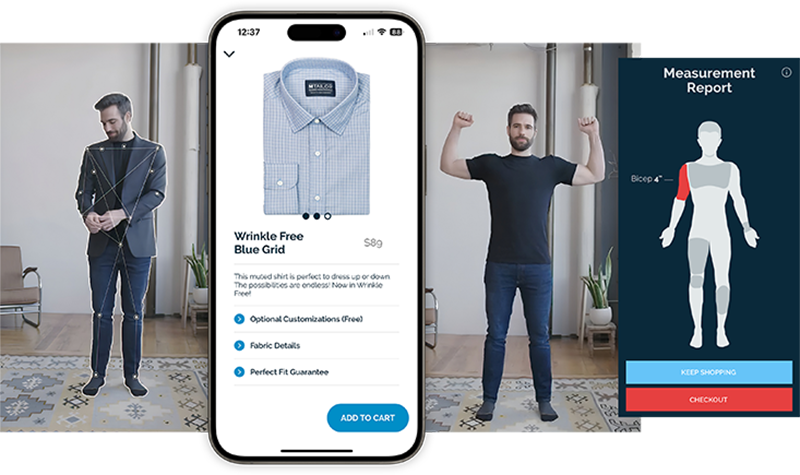 12:37
88
MTAILOR
Wrinkle Free
Blue Grid
$89
This muted shirt is perfect to dress up or down
The possibilities are endless! Now in Wrinkle
Free!
Optional Customizations (Free)
Fabric Details
Perfect Fit Guarantee
ADD TO CART
Measurement
Report
Bicep 4"
KEEP SHOPPING
CHECKOUT